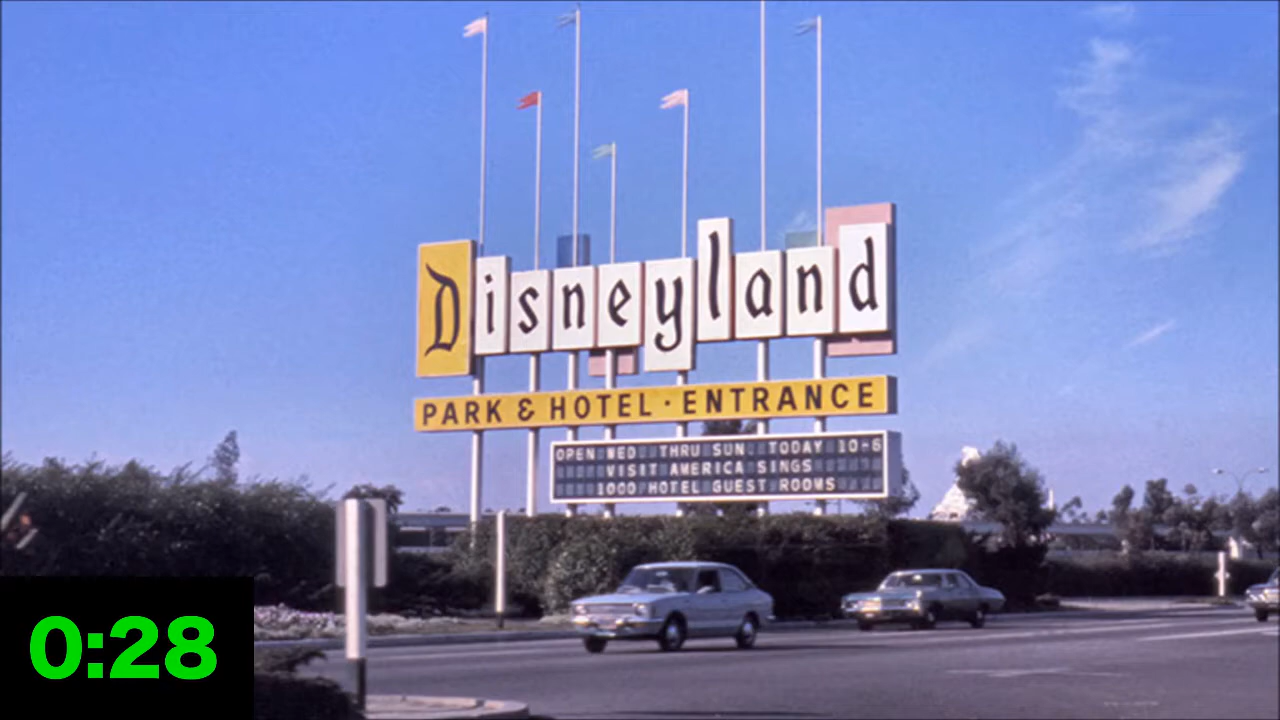 Disneyland
PARK & HOTEL · ENTRANCE
OPEN WED THRU SUN TODAY 10-6
VISIT AMERICA SINGS
1000 HOTEL GUEST ROOMS
0:28